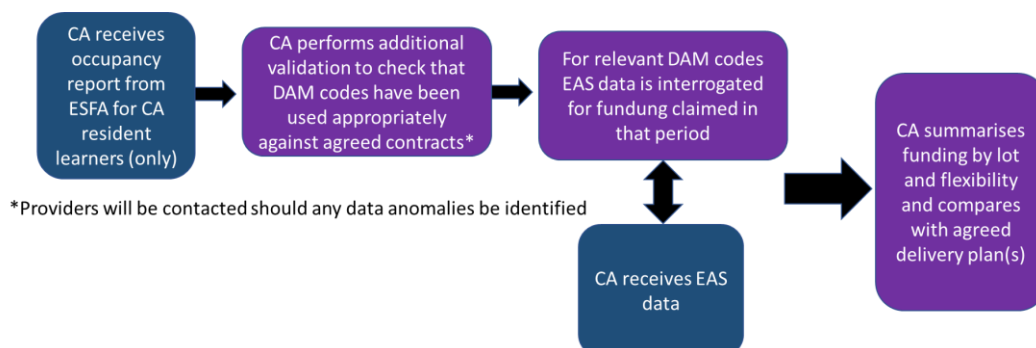 CA receives
occupancy
report from
ESFA for CA
resident
learners (only)
CA performs additional
validation to check that
DAM codes have been
used appropriately
against agreed contracts*
For relevant DAM codes
EAS data is interrogated
for fundung claimed in
that period
CA summarises
funding by lot
and flexibility
and compares
with agreed
delivery plan(s)
*Providers will be contacted should any data anomalies be identified
CA receives EAS
data